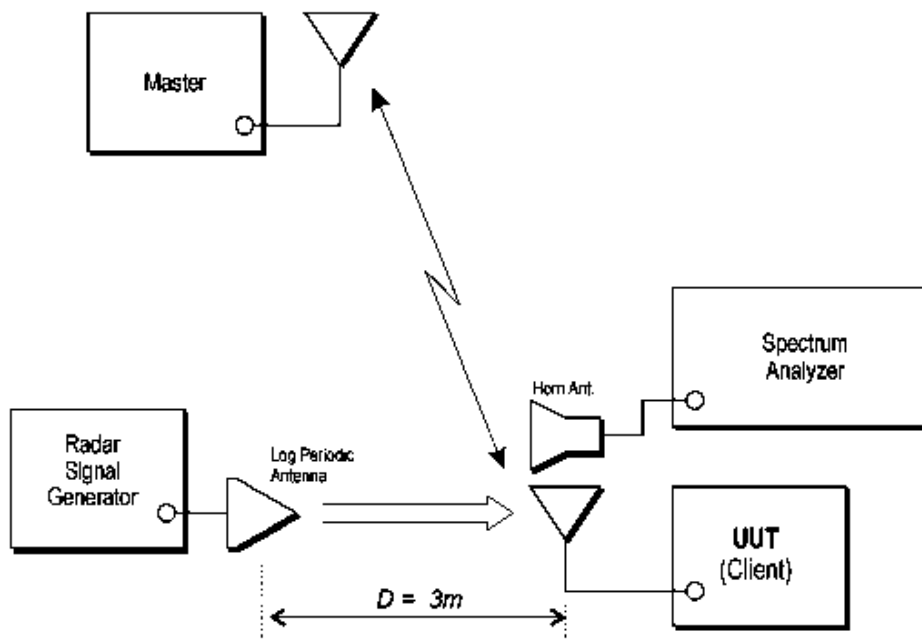 Master
Spectrum
Analyzer
Horn Ant.
Radar
Signal
Generator
Log Periodic
Antenna
UUT
(Client)
D = 3m